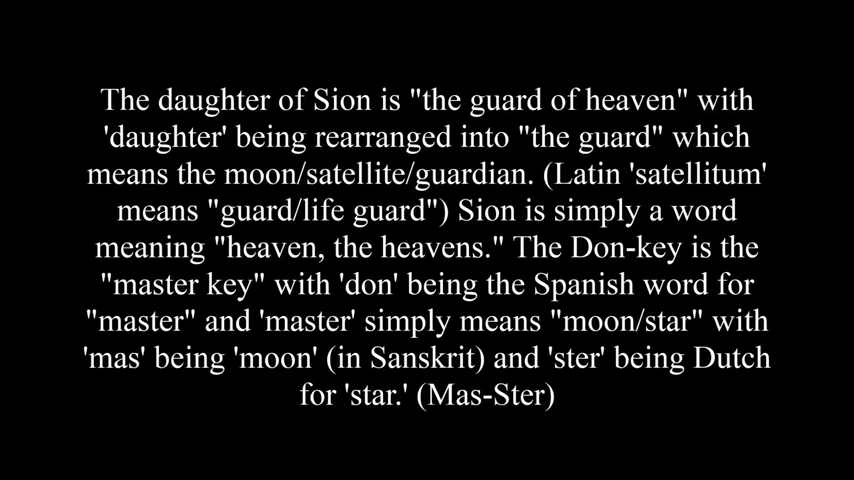 The daughter of Sion is "the guard of heaven" with
'daughter' being rearranged into "the guard" which
means the moon/satellite/guardian. (Latin 'satellitum'
means "guard/life guard") Sion is simply a word
meaning "heaven, the heavens." The Don-key is the
"master key" with 'don' being the Spanish word for
"master" and 'master' simply means "moon/star" with
'mas' being 'moon' (in Sanskrit) and 'ster' being Dutch
for 'star.' (Mas-Ster)